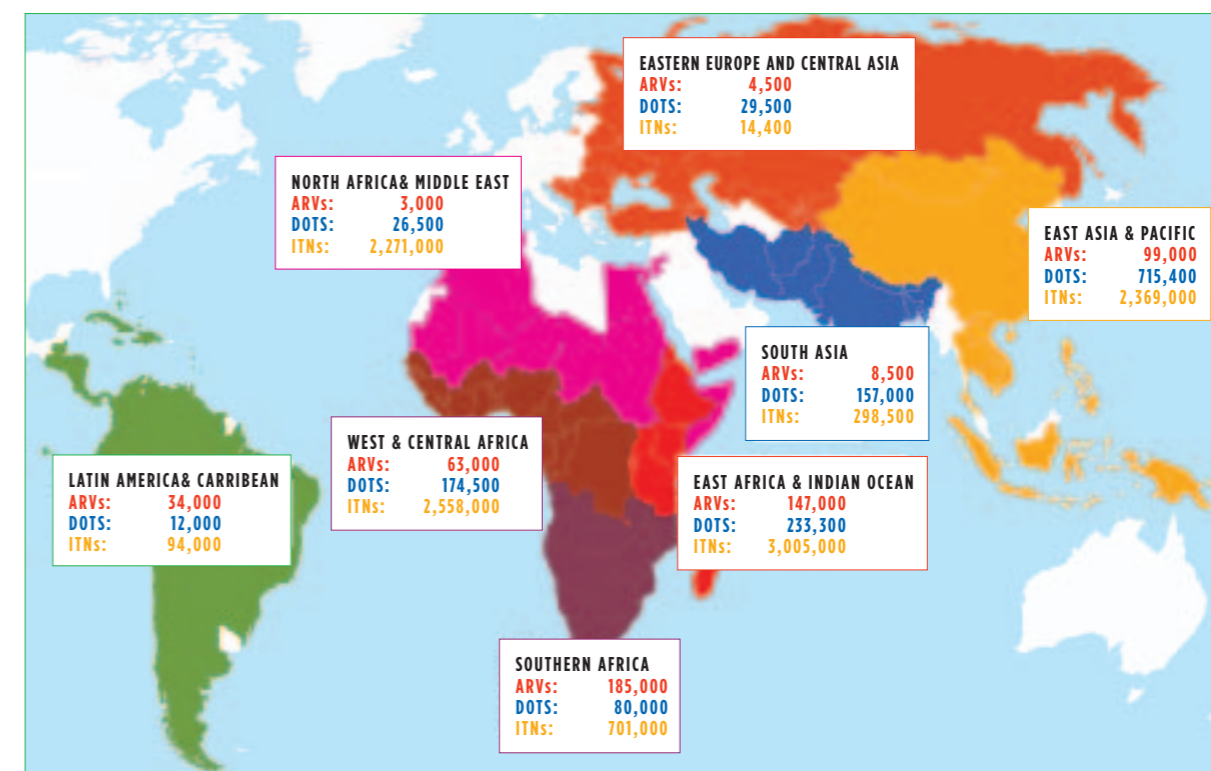 EASTERN EUROPE AND CENTRAL ASIA
ARVs: 4,500
DOTS: 29,500
ITNs: 14,400
NORTH AFRICA& MIDDLE EAST
ARVs: 3,000
DOTS: 26,500
ITNs: 2,271,000
EAST ASIA & PACIFIC
ARVs: 99,000
DOTS: 715,400
ITNs: 2,369,000
SOUTH ASIA
ARVs: 8,500
DOTS: 157,000
ITNs: 298,500
WEST & CENTRAL AFRICA
ARVs: 63,000
DOTS: 174,500
ITNs: 2,558,000
LATIN AMERICA& CARRIBEAN
ARVs: 34,000
DOTS: 12,000
ITNs: 94,000
EAST AFRICA & INDIAN OCEAN
ARVs: 147,000
DOTS: 233,300
ITNs: 3,005,000
SOUTHERN AFRICA
ARVs: 185,000
DOTS: 80,000
ITNs: 701,000